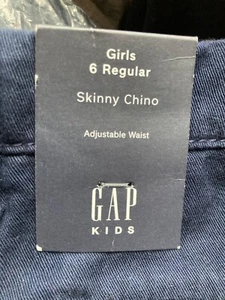 Girls
6 Regular
Skinny Chino
Adjustable Waist
GAP
KIDS